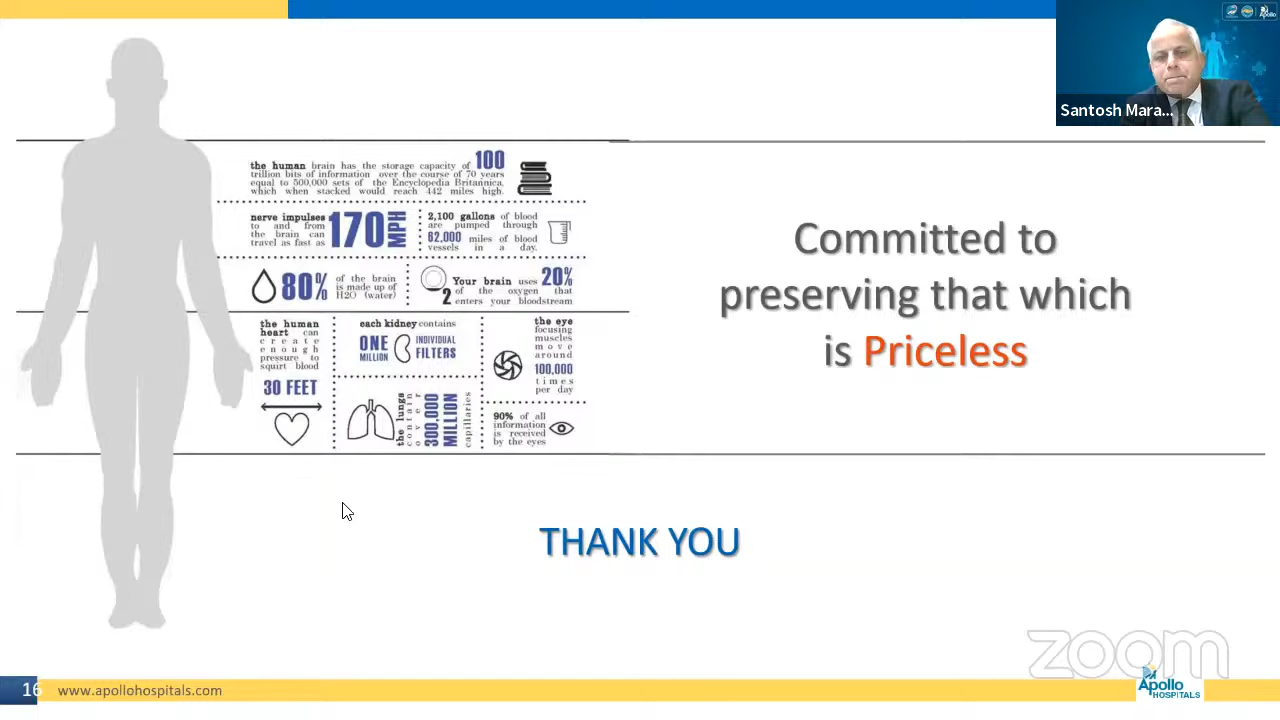 Apollo
Santosh Mara...
the human brain has the storage capacity of 100
trillion bits of information over the course of 70 years
equal to 500,000 sets of the Encyclopedia Britannica,
which when stacked would reach 442 miles high.
nerve impulses
to and from
the brain can
travel as fast as
170 MPH
2,100 gallons of blood
are pumped through
62,000 miles of blood
vessels in a day.
80% of the brain
is made up of
H2O (water)
2
Your brain uses 20%
of the oxygen that
enters your bloodstream
the human
heart can
create
enough
pressure to
squirt blood
30 FEET
each kidney contains
ONE MILLION
INDIVIDUAL FILTERS
the lungs
contain
over
300,000
MILLION
capillaries
the eye
focusing
muscles
move
around
100,000
times
per day
90% of all
information
is received
by the eyes
Committed to
preserving that which
is Priceless
THANK YOU
zoom
16
www.apollohospitals.com
Apollo
HOSPITALS